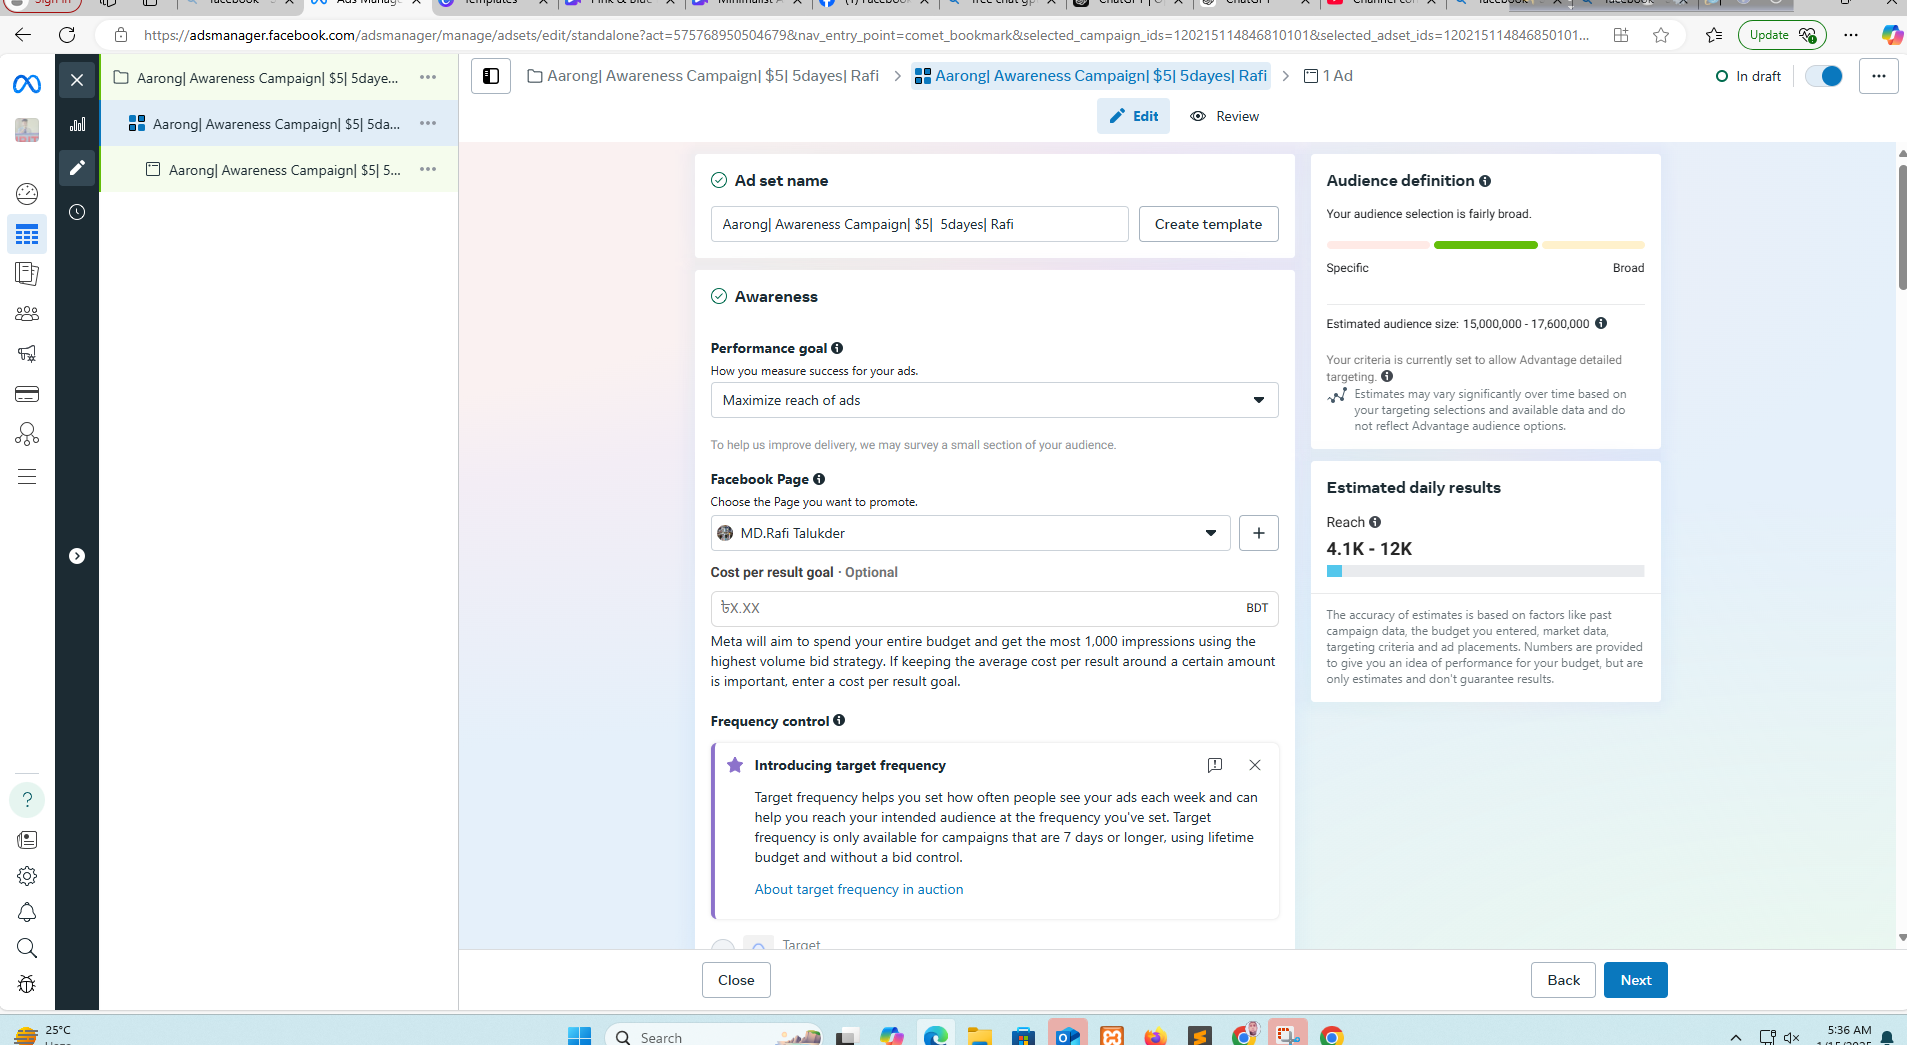 Sign in
facebook
Ads Manag
Templates
Pink & Blue
Minimalist
(1) Facebook
free chat gp
ChatGPT
ChatGPT
Channel con
facebook
facebook
https://adsmanager.facebook.com/adsmanager/manage/adsets/edit/standalone?act=575768950504679&nav_entry_point=comet_bookmark&selected_campaign_ids=120215114846810101&selected_adset_ids=120215114846850101...
Update
Aarong| Awareness Campaign| $5| 5daye...
Aarong| Awareness Campaign| $5| 5da...
Aarong| Awareness Campaign| $5| 5...
Aarong| Awareness Campaign| $5| 5dayes| Rafi
Aarong| Awareness Campaign| $5| 5dayes| Rafi
1 Ad
In draft
Edit
Review
Ad set name
Aarong| Awareness Campaign| $5|  5dayes| Rafi
Create template
Awareness
Performance goal
How you measure success for your ads.
Maximize reach of ads
To help us improve delivery, we may survey a small section of your audience.
Facebook Page
Choose the Page you want to promote.
MD.Rafi Talukder
Cost per result goal · Optional
৳X.XX
BDT
Meta will aim to spend your entire budget and get the most 1,000 impressions using the
highest volume bid strategy. If keeping the average cost per result around a certain amount
is important, enter a cost per result goal.
Frequency control
Introducing target frequency
Target frequency helps you set how often people see your ads each week and can
help you reach your intended audience at the frequency you've set. Target
frequency is only available for campaigns that are 7 days or longer, using lifetime
budget and without a bid control.
About target frequency in auction
Target
Audience definition
Your audience selection is fairly broad.
Specific
Broad
Estimated audience size: 15,000,000 - 17,600,000
Your criteria is currently set to allow Advantage detailed
targeting.
Estimates may vary significantly over time based on
your targeting selections and available data and do
not reflect Advantage audience options.
Estimated daily results
Reach
4.1K - 12K
The accuracy of estimates is based on factors like past
campaign data, the budget you entered, market data,
targeting criteria and ad placements. Numbers are provided
to give you an idea of performance for your budget, but are
only estimates and don't guarantee results.
Close
Back
Next
25°C
Search
5:36 AM